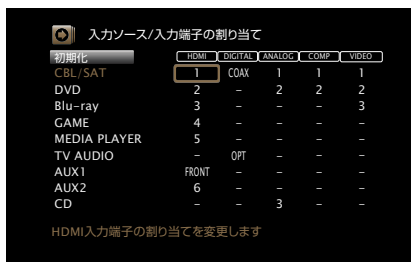 入力ソース/入力端子の割り当て
初期化 HDMI DIGITAL ANALOG COMP VIDEO
CBL/SAT 1 COAX 1 1 1
DVD 2 – 2 2 2
Blu-ray 3 – – – 3
GAME 4 – – – –
MEDIA PLAYER 5 – – – –
TV AUDIO – OPT – – –
AUX1 FRONT – – – –
AUX2 6 – – – –
CD – – 3 – –
HDMI入力端子の割り当てを変更します